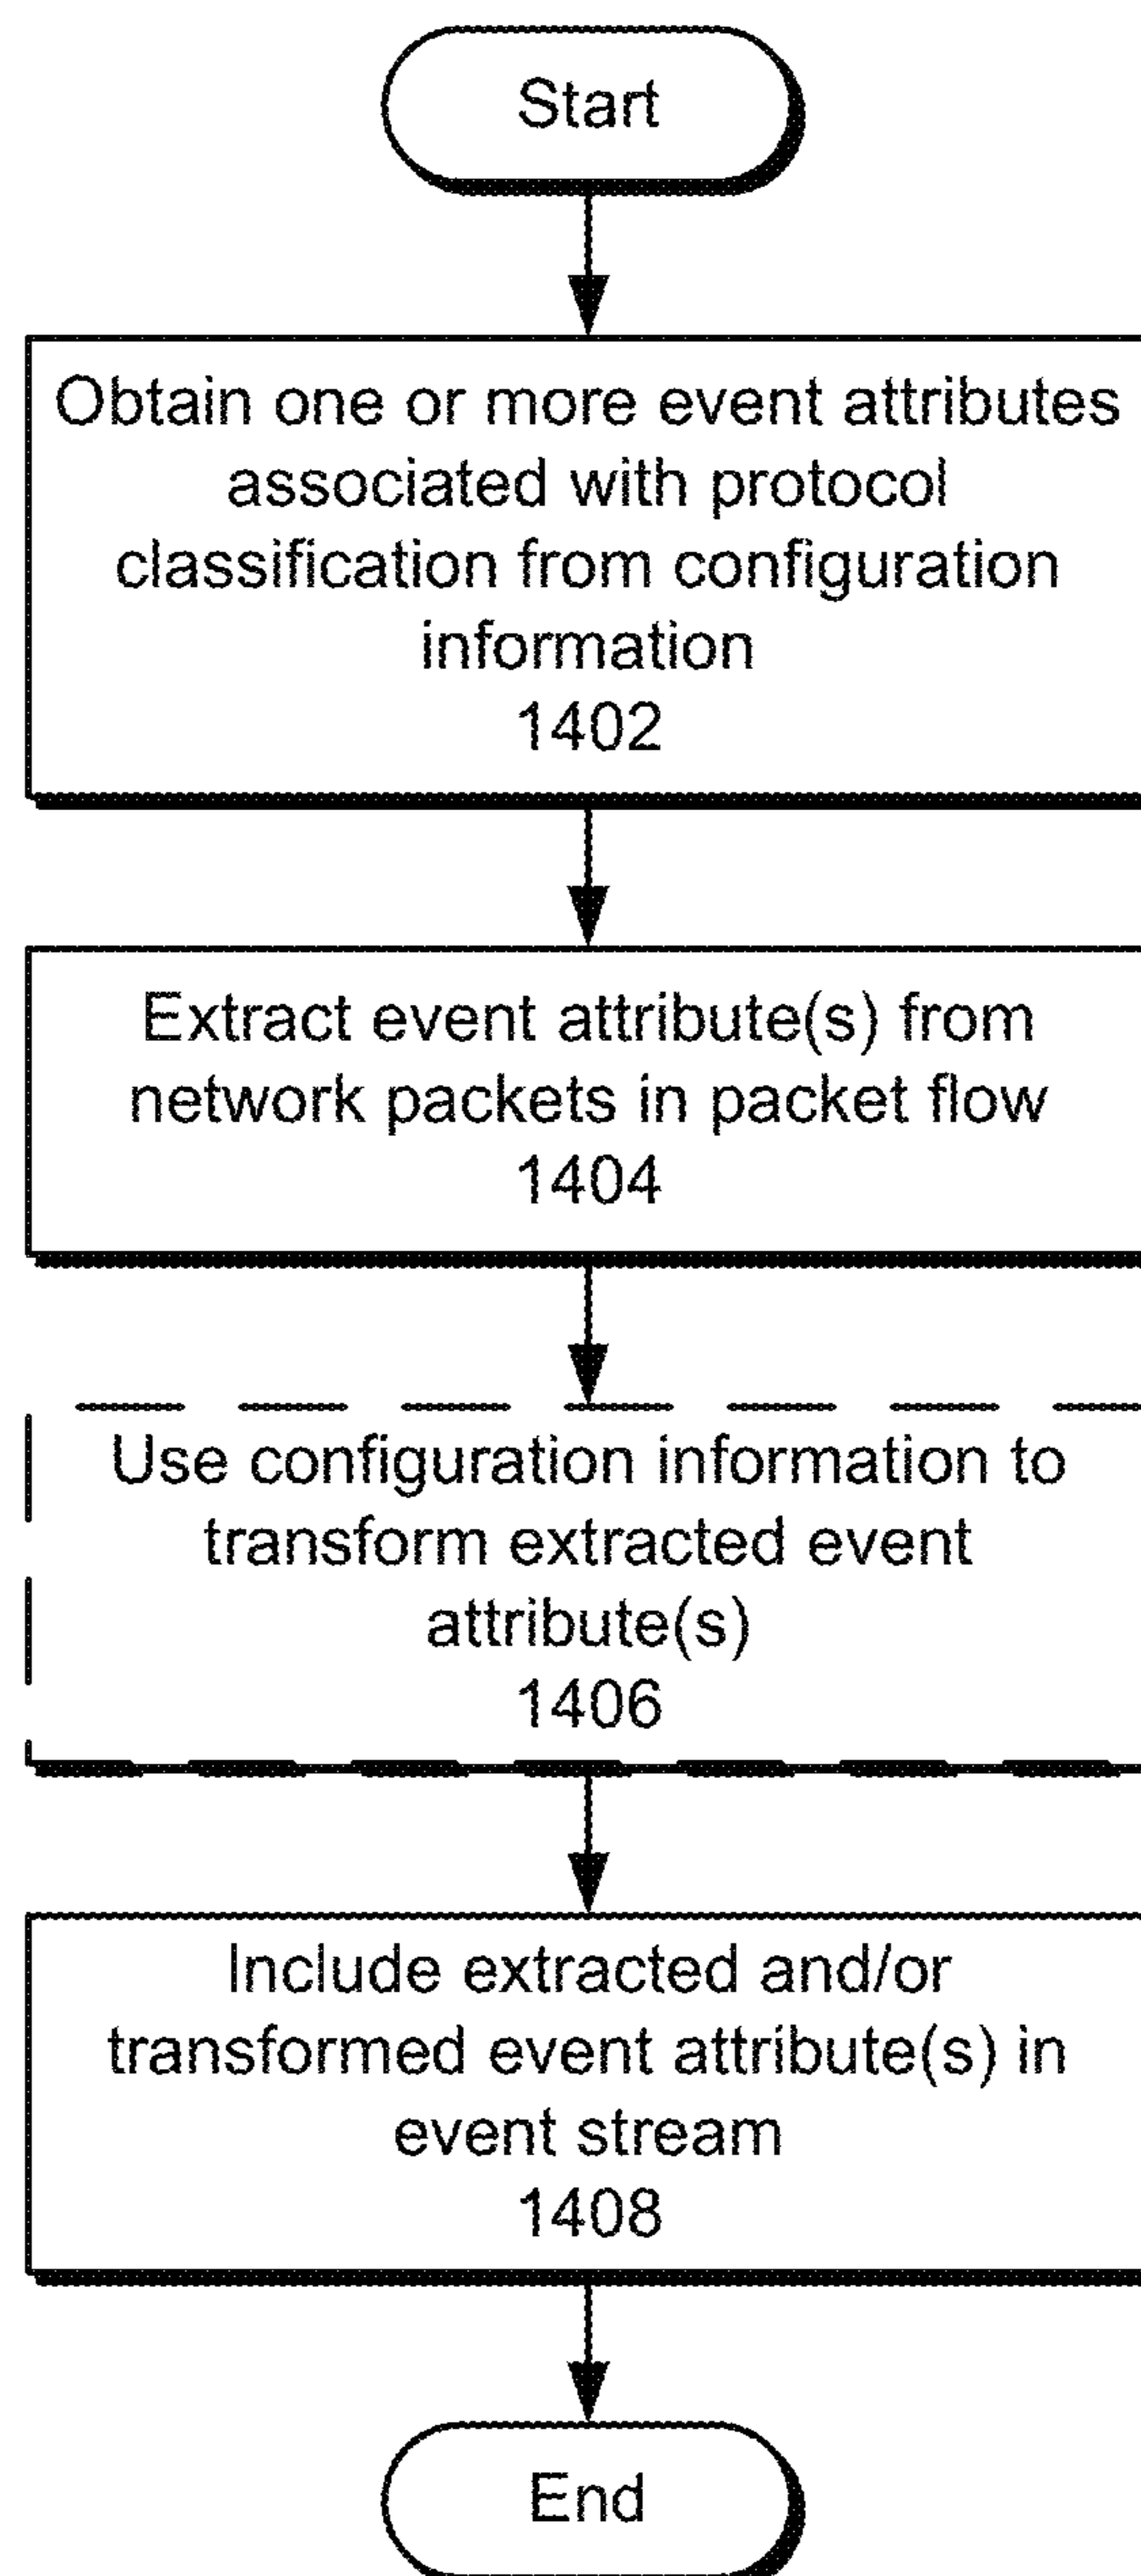 Start
Obtain one or more event attributes
associated with protocol
classification from configuration
information
1402
Extract event attribute(s) from
network packets in packet flow
1404
Use configuration information to
transform extracted event
attribute(s)
1406
Include extracted and/or
transformed event attribute(s) in
event stream
1408
End